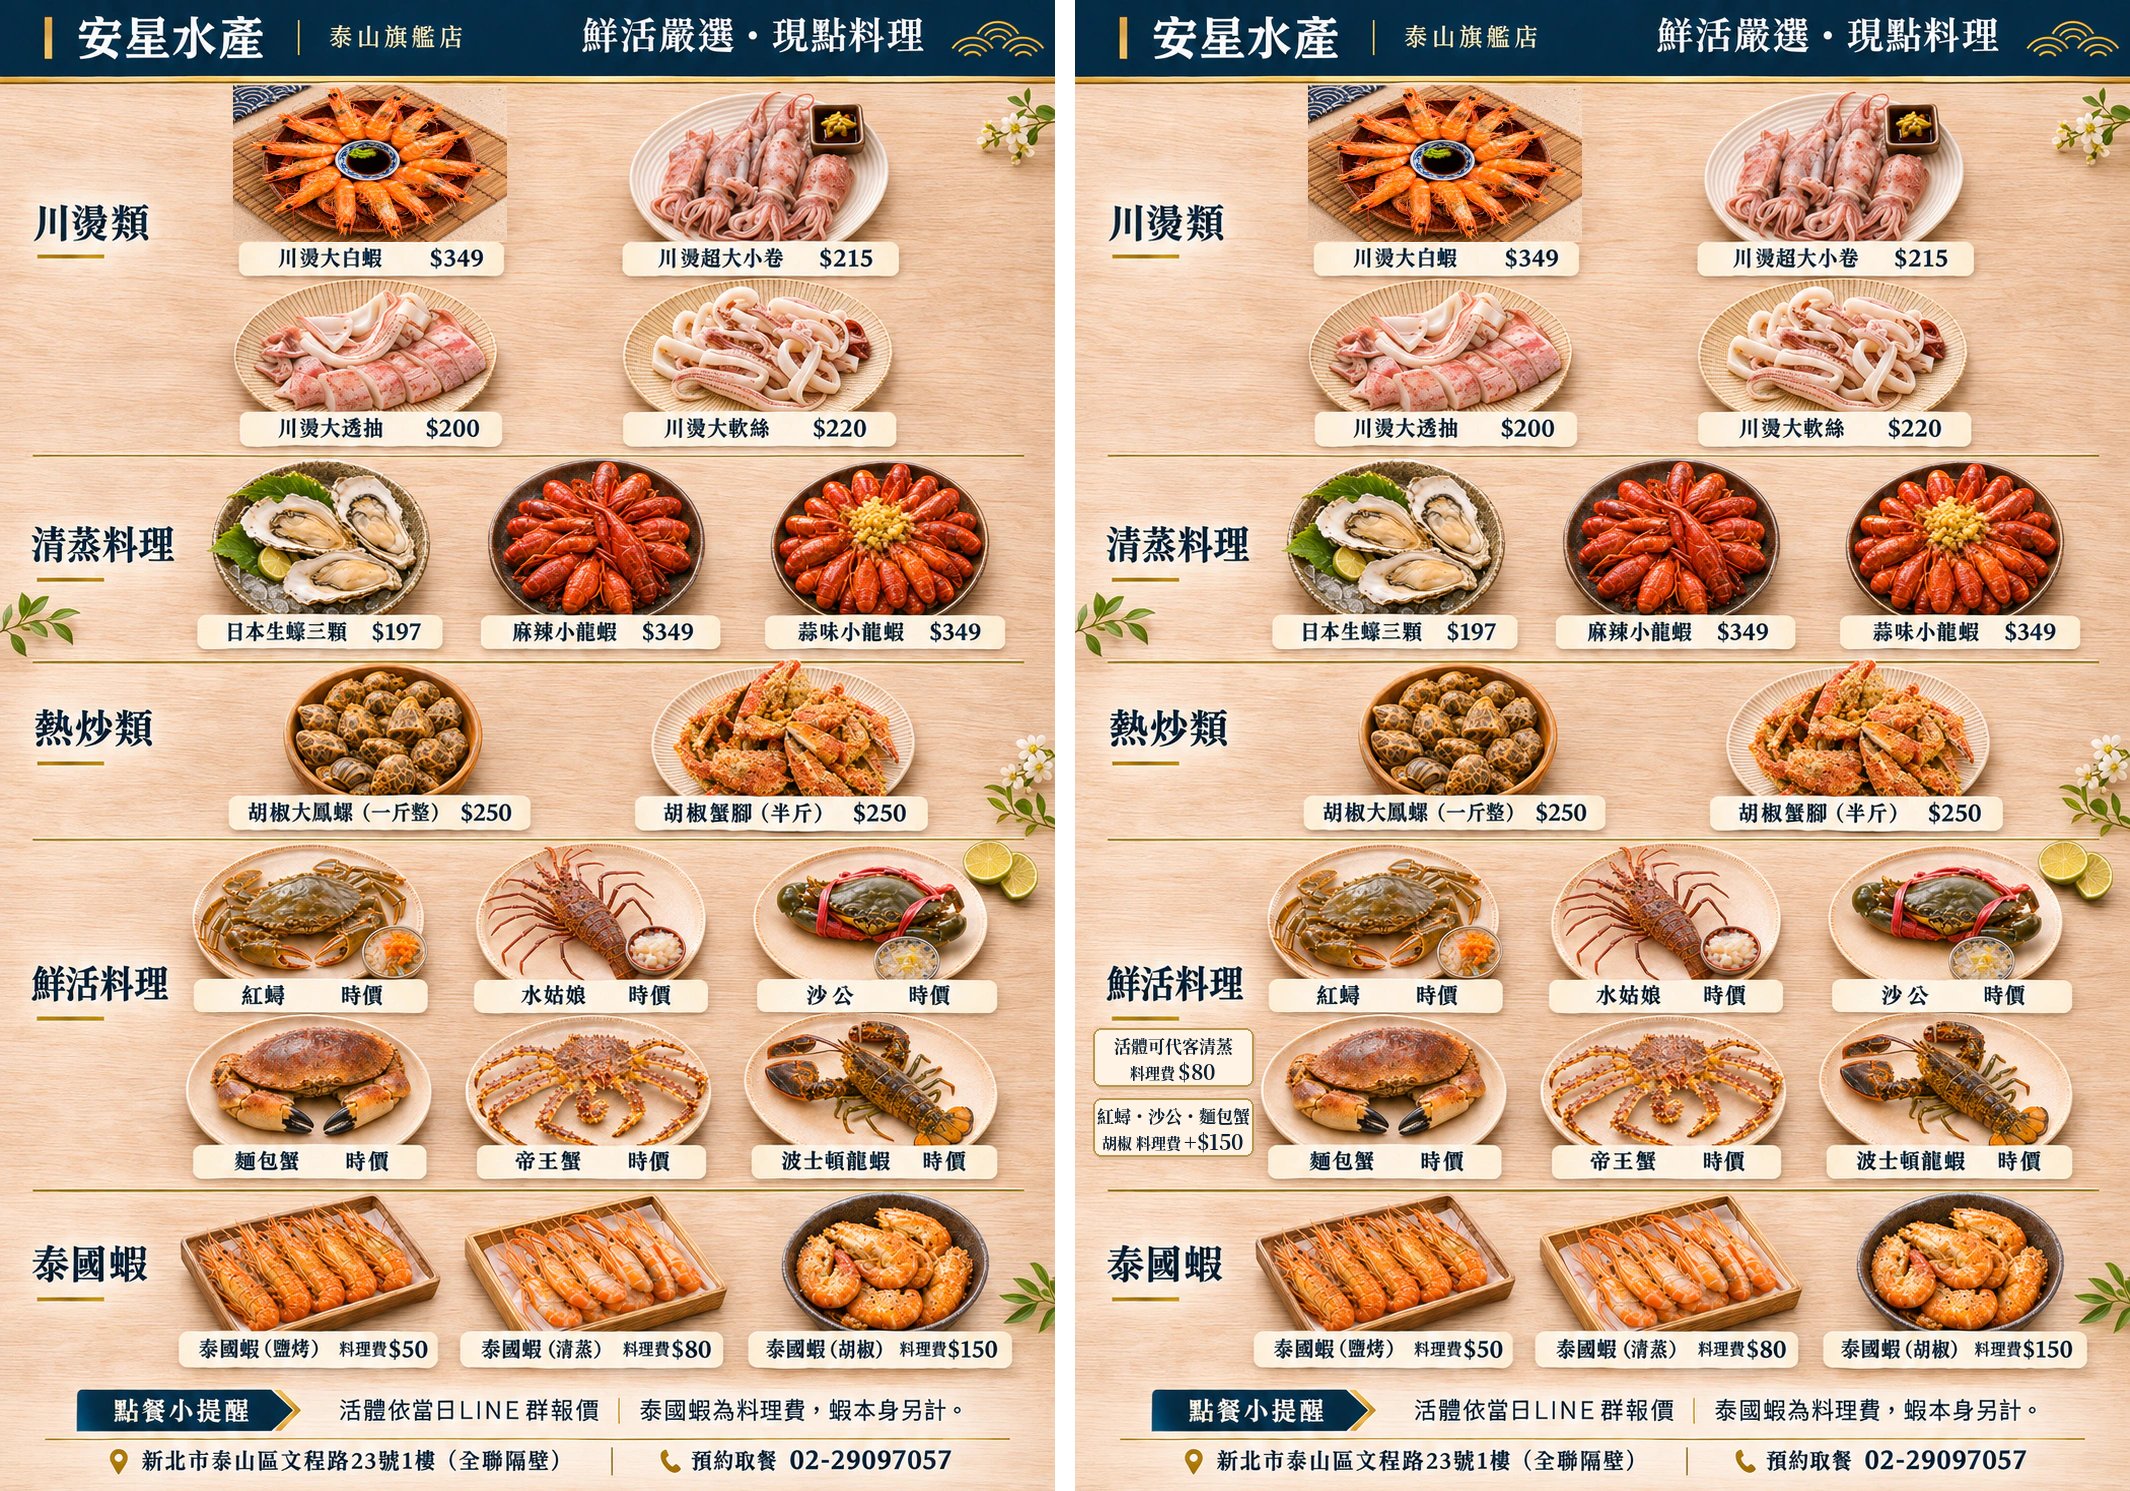 安星水產 泰山旗艦店 鮮活嚴選・現點料理
川燙類
川燙大白蝦 $349
川燙超大小卷 $215
川燙大透抽 $200
川燙大軟絲 $220
清蒸料理
日本生蠔三顆 $197
麻辣小龍蝦 $349
蒜味小龍蝦 $349
熱炒類
胡椒大鳳螺（一斤整） $250
胡椒蟹腳（半斤） $250
鮮活料理
紅蟳 時價
水姑娘 時價
沙公 時價
麵包蟹 時價
帝王蟹 時價
波士頓龍蝦 時價
泰國蝦
泰國蝦（鹽烤） 料理費$50
泰國蝦（清蒸） 料理費$80
泰國蝦（胡椒） 料理費$150
點餐小提醒 活體依當日LINE群報價｜泰國蝦為料理費，蝦本身另計。
新北市泰山區文程路23號1樓（全聯隔壁）｜預約取餐 02-29097057
安星水產 泰山旗艦店 鮮活嚴選・現點料理
川燙類
川燙大白蝦 $349
川燙超大小卷 $215
川燙大透抽 $200
川燙大軟絲 $220
清蒸料理
日本生蠔三顆 $197
麻辣小龍蝦 $349
蒜味小龍蝦 $349
熱炒類
胡椒大鳳螺（一斤整） $250
胡椒蟹腳（半斤） $250
鮮活料理
活體可代客清蒸
料理費$80
紅蟳・沙公・麵包蟹
胡椒 料理費+$150
紅蟳 時價
水姑娘 時價
沙公 時價
麵包蟹 時價
帝王蟹 時價
波士頓龍蝦 時價
泰國蝦
泰國蝦（鹽烤） 料理費$50
泰國蝦（清蒸） 料理費$80
泰國蝦（胡椒） 料理費$150
點餐小提醒 活體依當日LINE群報價｜泰國蝦為料理費，蝦本身另計。
新北市泰山區文程路23號1樓（全聯隔壁）｜預約取餐 02-29097057